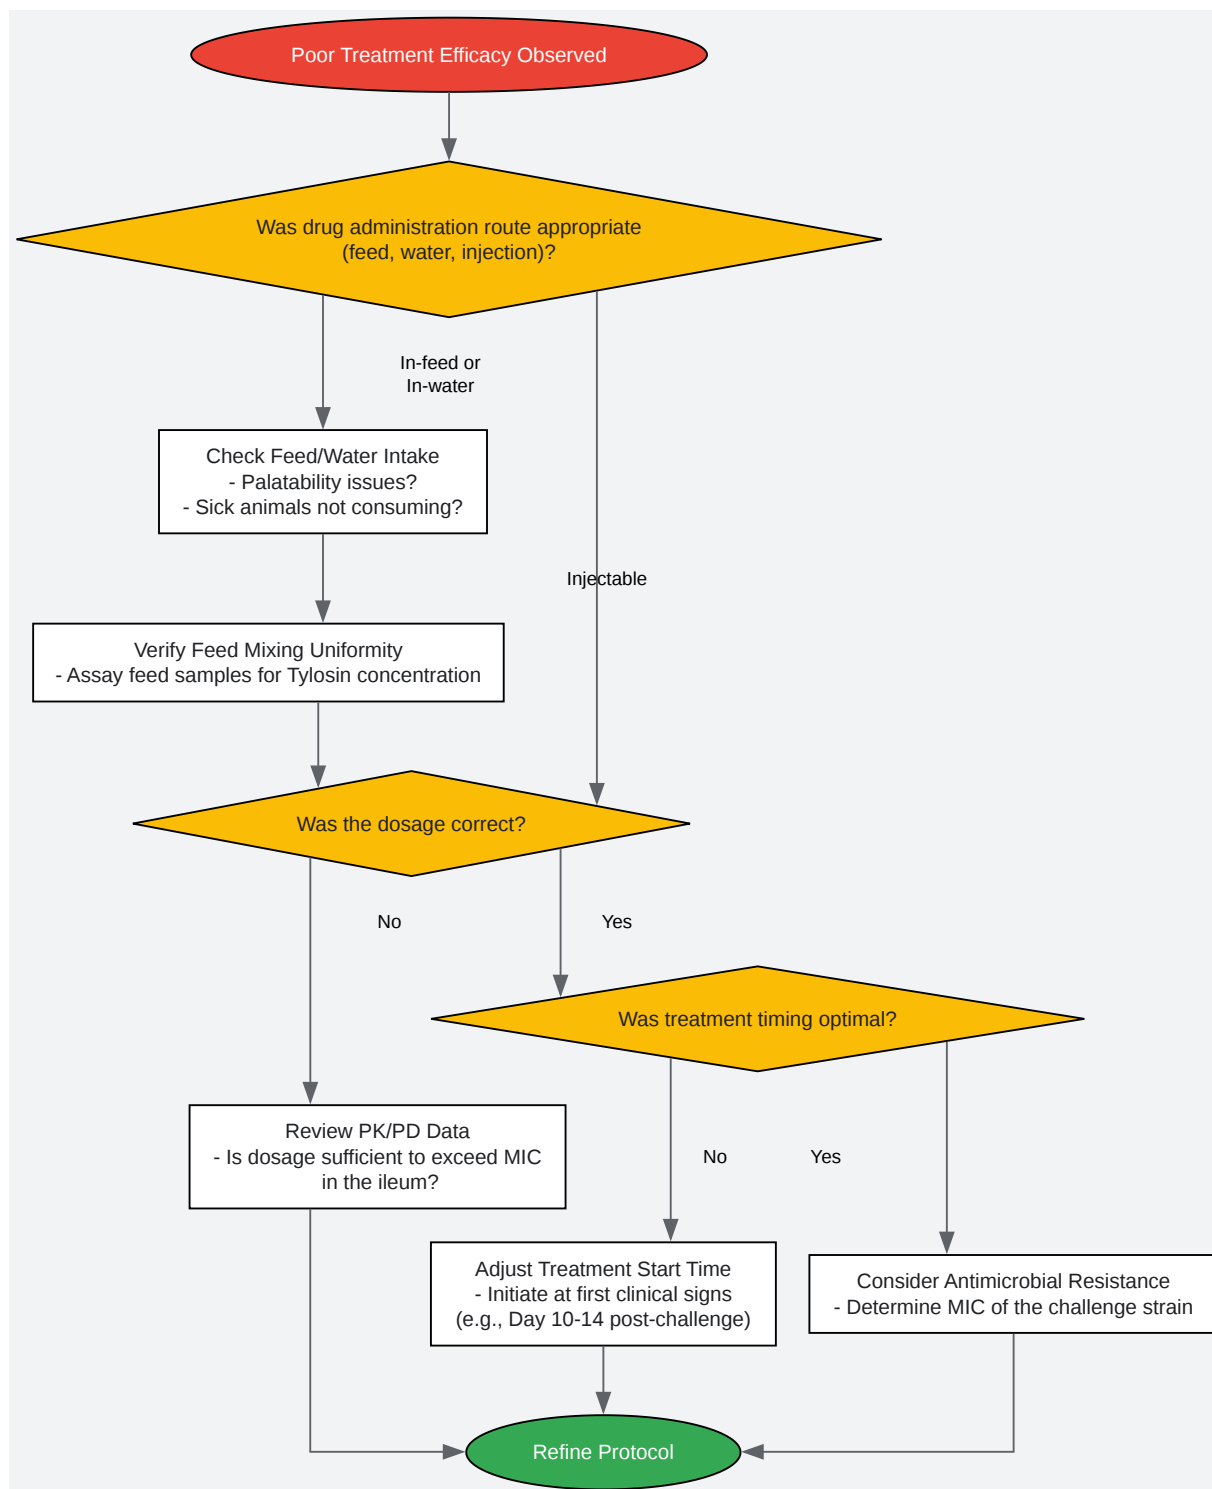 Poor Treatment Efficacy Observed
Was drug administration route appropriate
(feed, water, injection)?
In-feed or
In-water
Check Feed/Water Intake
- Palatability issues?
- Sick animals not consuming?
Injectable
Verify Feed Mixing Uniformity
- Assay feed samples for Tylosin concentration
Was the dosage correct?
No
Yes
Was treatment timing optimal?
Review PK/PD Data
- Is dosage sufficient to exceed MIC
in the ileum?
No
Yes
Adjust Treatment Start Time
- Initiate at first clinical signs
(e.g., Day 10-14 post-challenge)
Consider Antimicrobial Resistance
- Determine MIC of the challenge strain
Refine Protocol